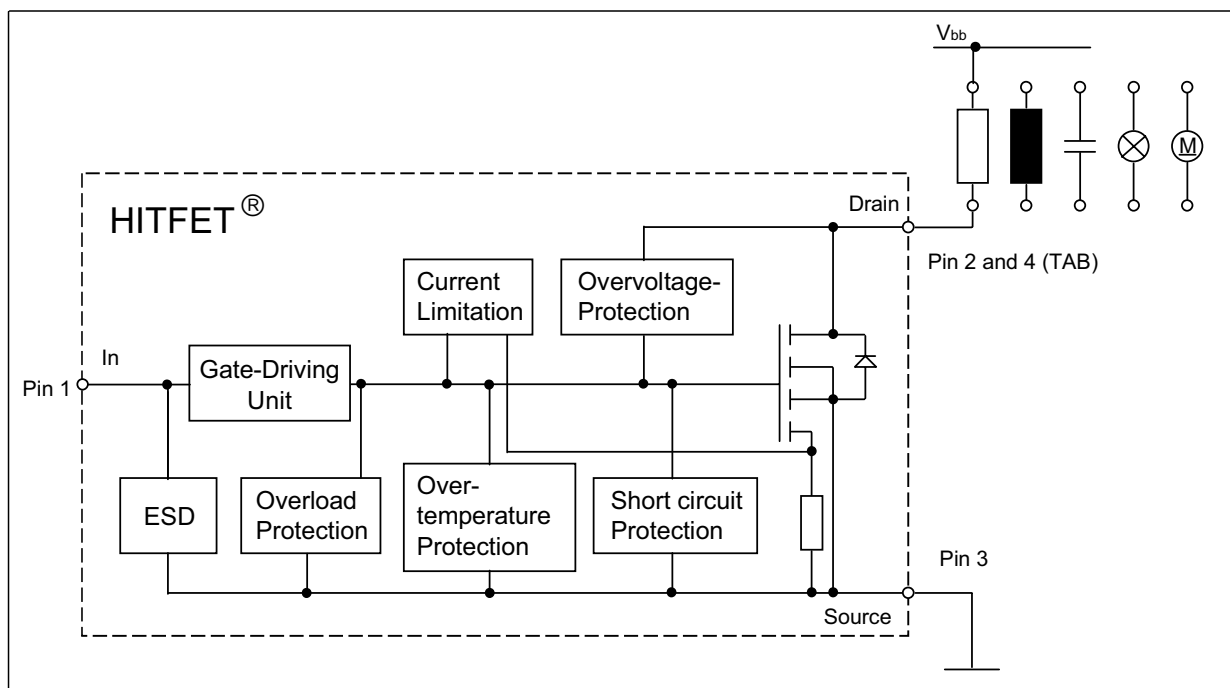 Vbb
HITFET ®
Drain
Pin 2 and 4 (TAB)
Current
Limitation
Overvoltage-
Protection
In
Pin 1
Gate-Driving
Unit
M
ESD
Overload
Protection
Over-
temperature
Protection
Short circuit
Protection
Pin 3
Source